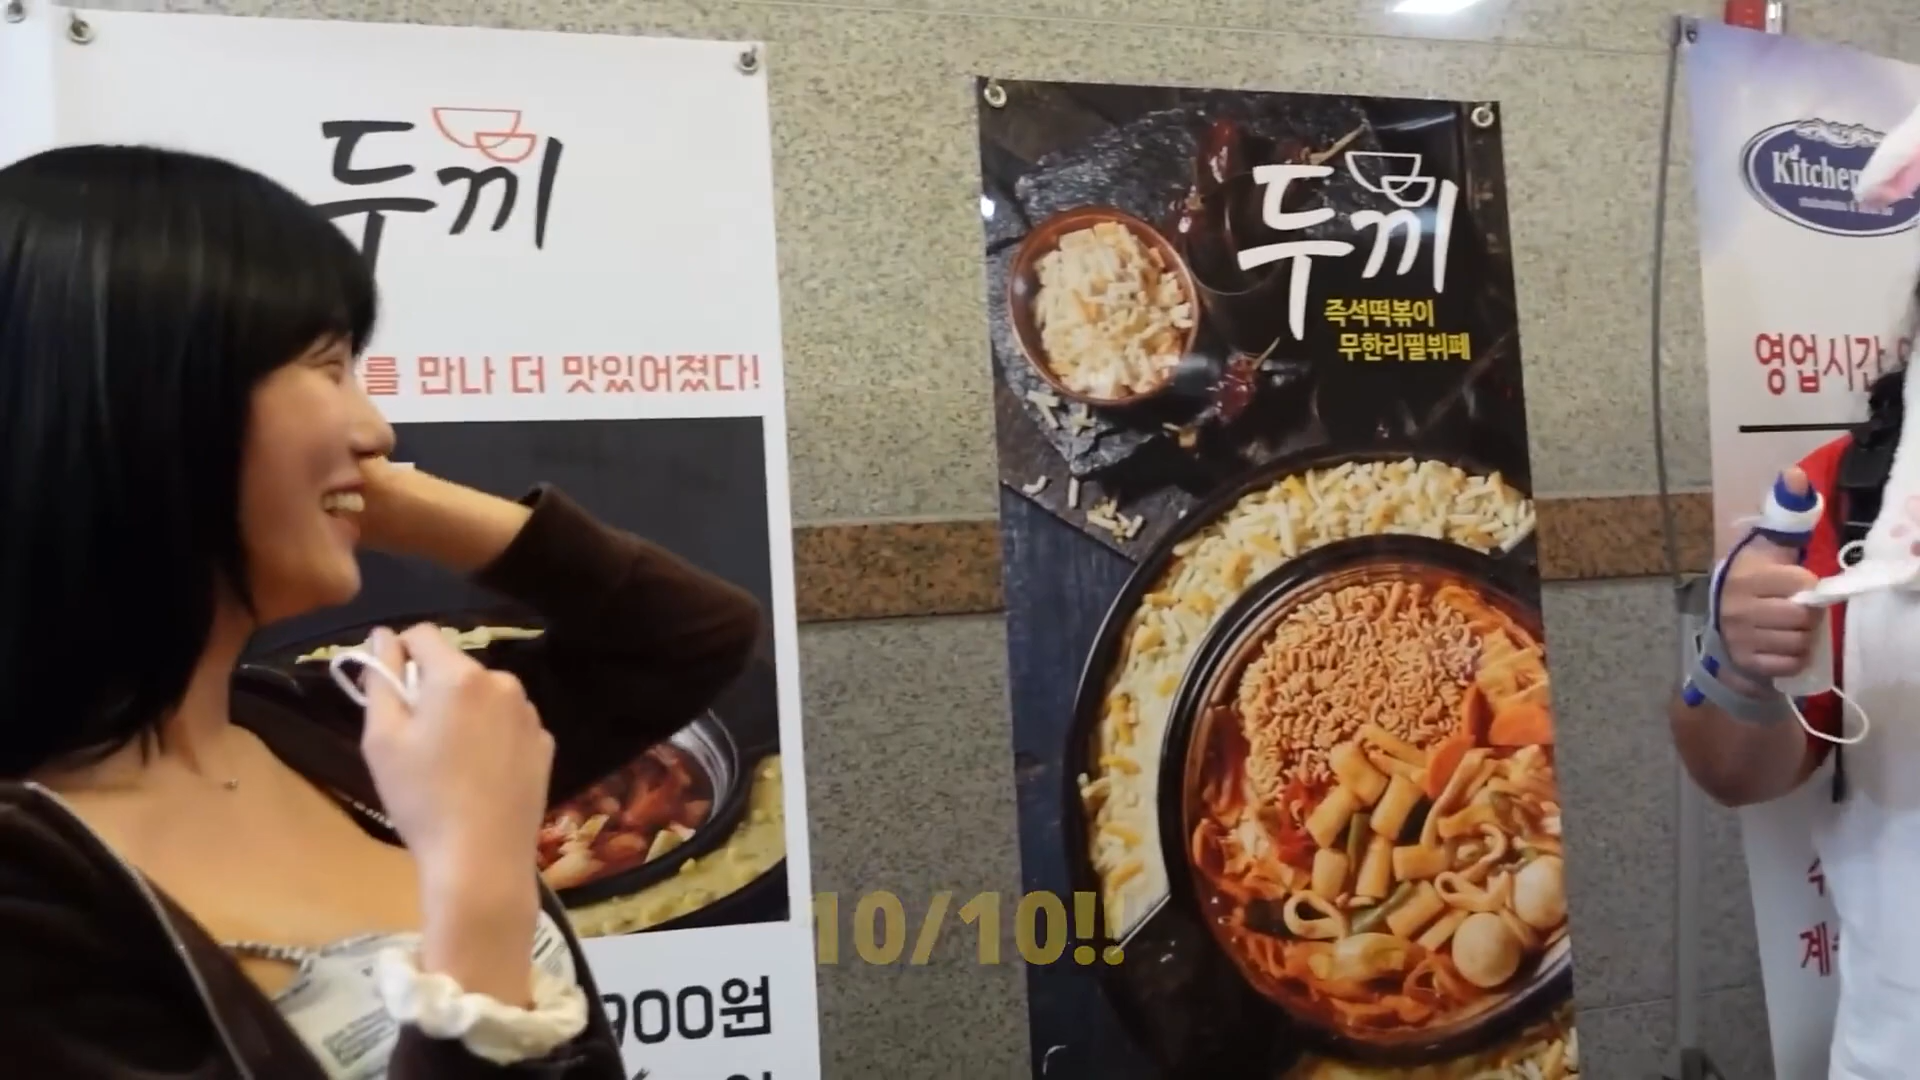 두끼
를 만나 더 맛있어졌다!
900원
두끼
즉석떡볶이
무한리필뷔페
Kitchen
영업시간
10/10!!